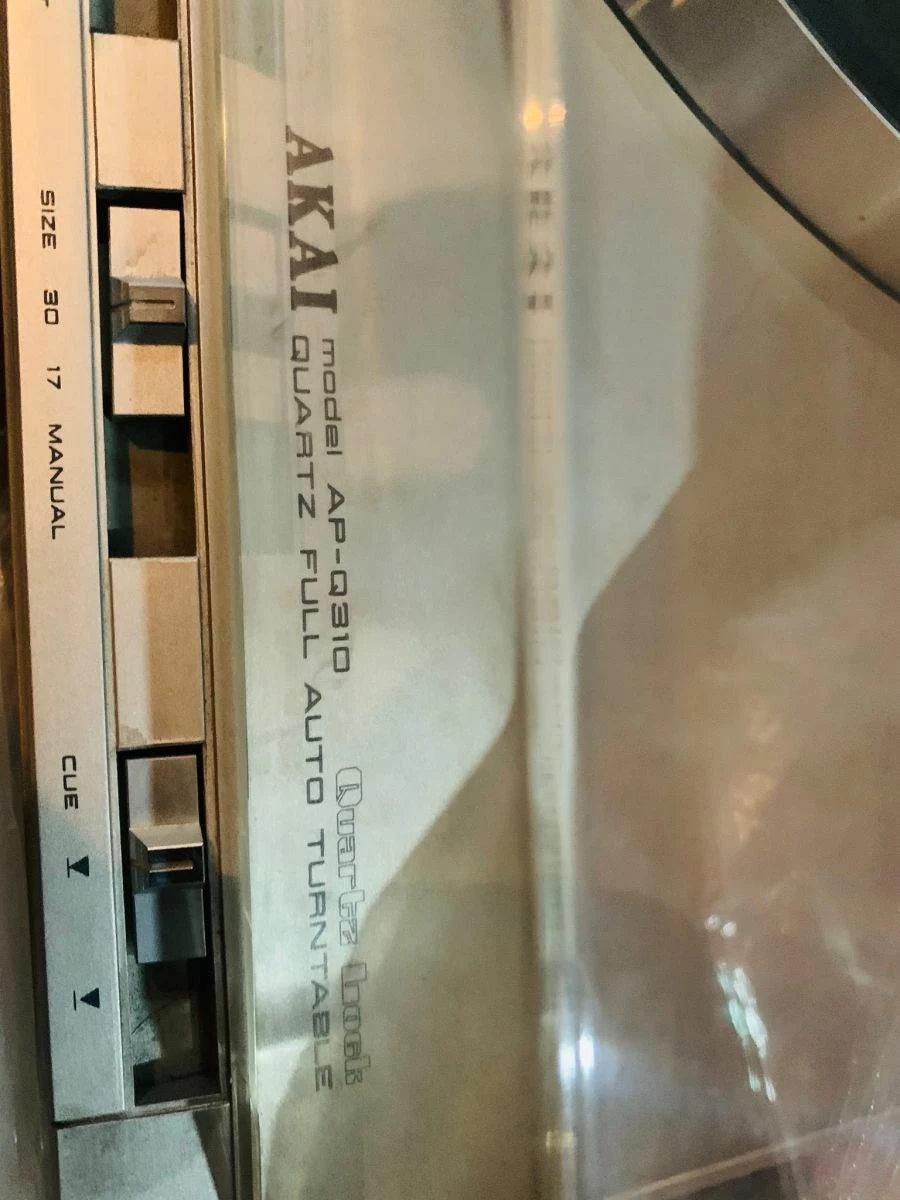 AKAI model AP-Q310 Quartz Lock
QUARTZ FULL AUTO TURNTABLE
SIZE 30 17 MANUAL
CUE